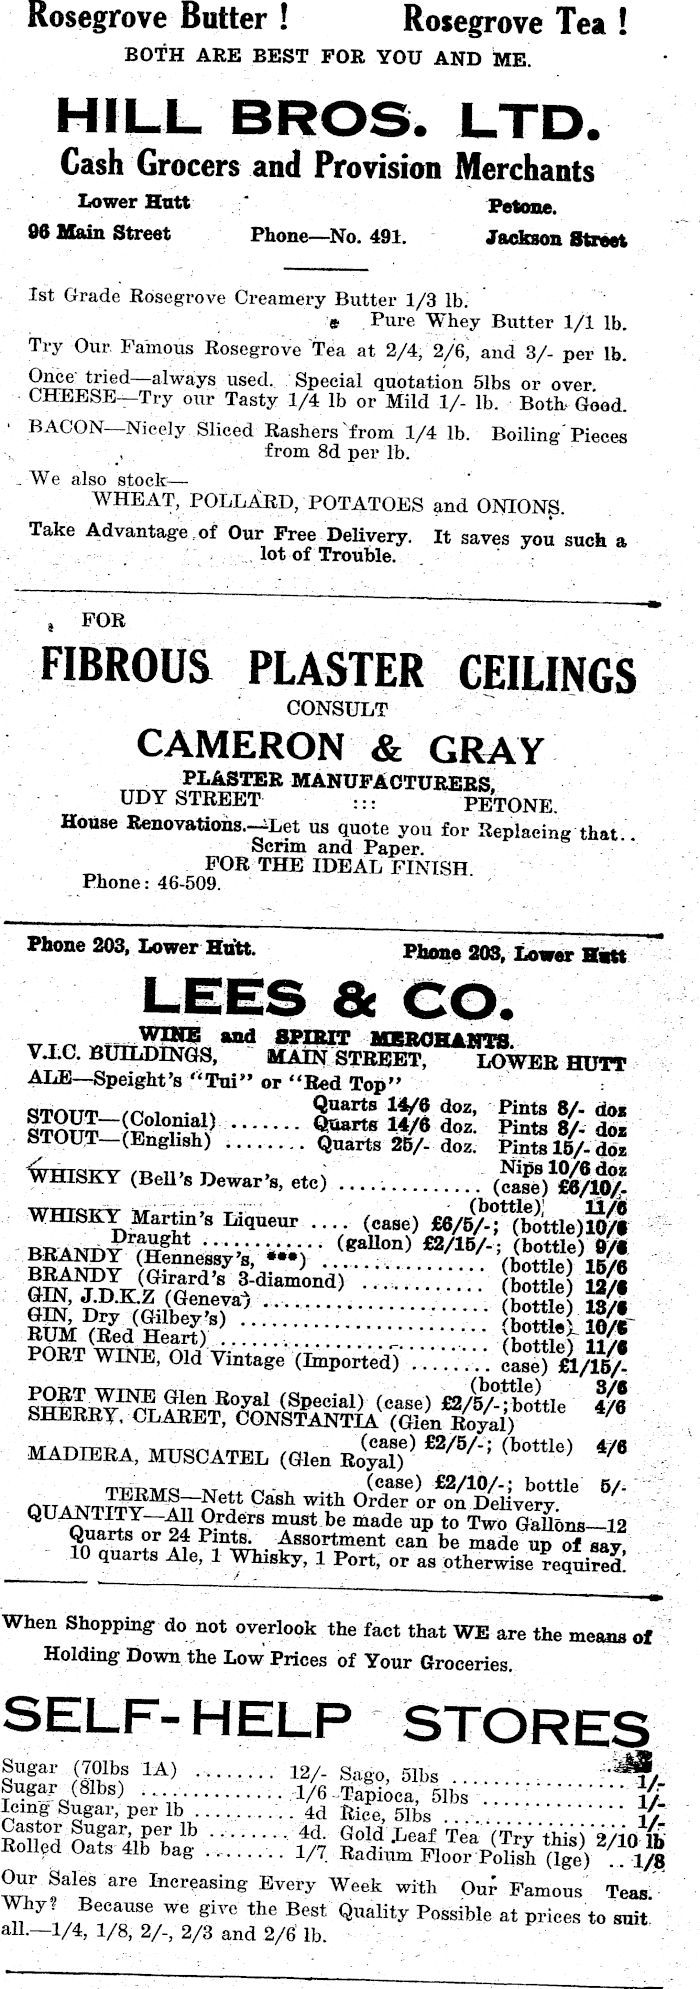 Rosegrove Butter ! Rosegrove Tea !
BOTH ARE BEST FOR YOU AND ME.
HILL BROS. LTD.
Cash Grocers and Provision Merchants
Lower Hutt Petone.
96 Main Street Phone—No. 491. Jackson Street
1st Grade Rosegrove Creamery Butter 1/3 lb.
Pure Whey Butter 1/1 lb.
Try Our Famous Rosegrove Tea at 2/4, 2/6, and 3/- per lb.
Once tried—always used. Special quotation 5lbs or over.
CHEESE—Try our Tasty 1/4 lb or Mild 1/- lb. Both Good.
BACON—Nicely Sliced Rashers from 1/4 lb. Boiling Pieces
from 8d per lb.
We also stock—
WHEAT, POLLARD, POTATOES and ONIONS.
Take Advantage of Our Free Delivery. It saves you such a
lot of Trouble.
FOR
FIBROUS PLASTER CEILINGS
CONSULT
CAMERON & GRAY
PLASTER MANUFACTURERS,
UDY STREET ::: PETONE.
House Renovations.—Let us quote you for Replacing that..
Scrim and Paper.
FOR THE IDEAL FINISH.
Phone: 46-509.
Phone 203, Lower Hutt. Phone 203, Lower Hutt
LEES & CO.
WINE and SPIRIT MERCHANTS.
V.I.C. BUILDINGS, MAIN STREET, LOWER HUTT
ALE—Speight's "Tui" or "Red Top"
Quarts 14/6 doz, Pints 8/- doz
STOUT—(Colonial) ....... Quarts 14/6 doz. Pints 8/- doz
STOUT—(English) ........ Quarts 25/- doz. Pints 15/- doz
Nips 10/6 doz
WHISKY (Bell's Dewar's, etc) .............. (case) £6/10/-
(bottle) 11/6
WHISKY Martin's Liqueur .... (case) £6/5/-; (bottle) 10/6
Draught ............ (gallon) £2/15/-; (bottle) 9/6
BRANDY (Hennessy's, ***) ................ (bottle) 15/6
BRANDY (Girard's 3-diamond) ............ (bottle) 12/6
GIN, J.D.K.Z (Geneva) ...................... (bottle) 13/6
GIN, Dry (Gilbey's) ........................ (bottle) 10/6
RUM (Red Heart) .......................... (bottle) 11/6
PORT WINE, Old Vintage (Imported) ........ case) £1/15/-
(bottle) 3/6
PORT WINE Glen Royal (Special) (case) £2/5/-; bottle 4/6
SHERRY, CLARET, CONSTANTIA (Glen Royal)
(case) £2/5/-; (bottle) 4/6
MADIERA, MUSCATEL (Glen Royal)
(case) £2/10/-; bottle 5/-
TERMS—Nett Cash with Order or on Delivery.
QUANTITY—All Orders must be made up to Two Gallons—12
Quarts or 24 Pints. Assortment can be made up of say,
10 quarts Ale, 1 Whisky, 1 Port, or as otherwise required.
When Shopping do not overlook the fact that WE are the means of
Holding Down the Low Prices of Your Groceries.
SELF-HELP STORES
Sugar (70lbs 1A) ........ 12/- Sago, 5lbs ................ 1/-
Sugar (8lbs) .............. 1/6 Tapioca, 5lbs .............. 1/-
Icing Sugar, per lb .......... 4d Rice, 5lbs ................ 1/-
Castor Sugar, per lb ........ 4d. Gold Leaf Tea (Try this) 2/10 lb
Rolled Oats 4lb bag ........ 1/7 Radium Floor Polish (lge) .. 1/8
Our Sales are Increasing Every Week with Our Famous Teas.
Why? Because we give the Best Quality Possible at prices to suit
all.—1/4, 1/8, 2/-, 2/3 and 2/6 lb.